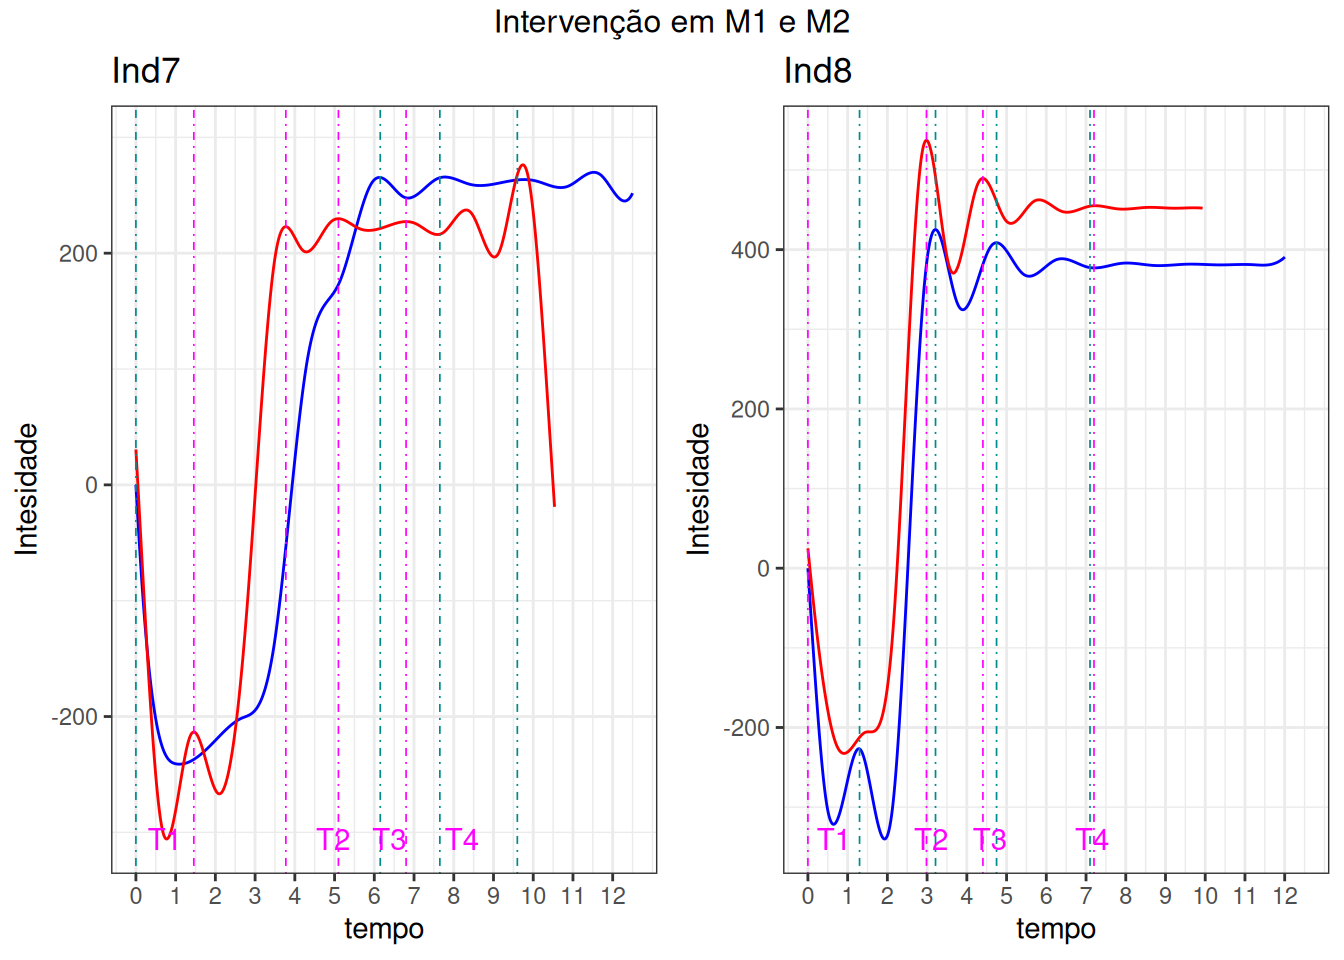 Intervenção em M1 e M2
Ind7
Intesidade
200
0
-200
T1 T2 T3 T4
0 1 2 3 4 5 6 7 8 9 10 11 12
tempo
Ind8
Intesidade
400
200
0
-200
T1 T2 T3 T4
0 1 2 3 4 5 6 7 8 9 10 11 12
tempo